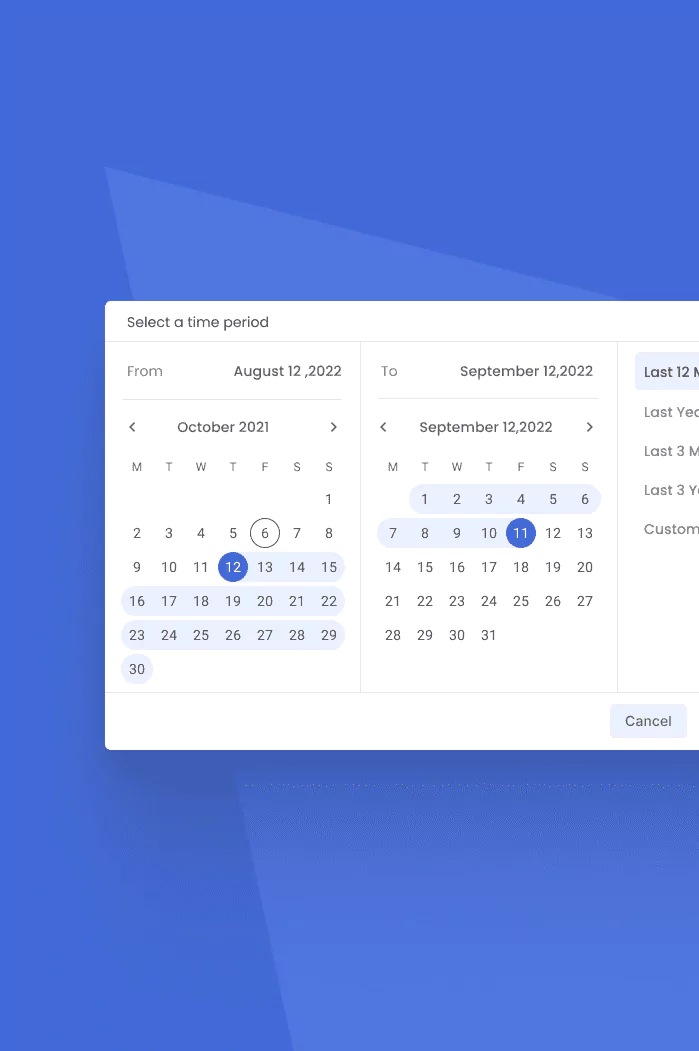 Select a time period
From August 12 ,2022
October 2021
M T W T F S S
1
2 3 4 5 6 7 8
9 10 11 12 13 14 15
16 17 18 19 20 21 22
23 24 25 26 27 28 29
30
To September 12,2022
September 12,2022
M T W T F S S
1 2 3 4 5 6
7 8 9 10 11 12 13
14 15 16 17 18 19 20
21 22 23 24 25 26 27
28 29 30 31
Last 12 M
Last Yea
Last 3 M
Last 3 Ye
Custom
Cancel